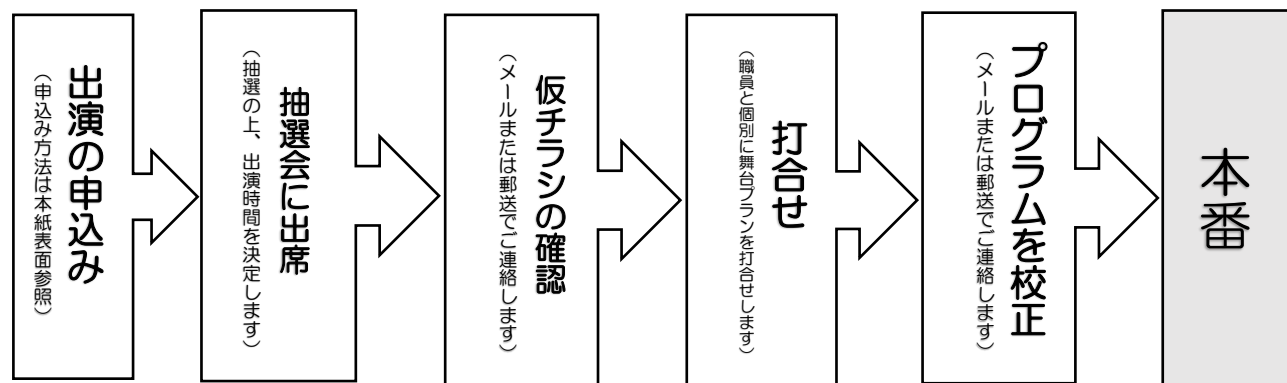 出演の申込み
（申込み方法は本紙表面参照）
抽選会に出席
（抽選の上、出演時間を決定します）
仮チラシの確認
（メールまたは郵送でご連絡します）
打合せ
（職員と個別に舞台プランを打合せします）
プログラムを校正
（メールまたは郵送でご連絡します）
本番